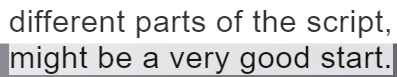 different parts of the script,
might be a very good start.